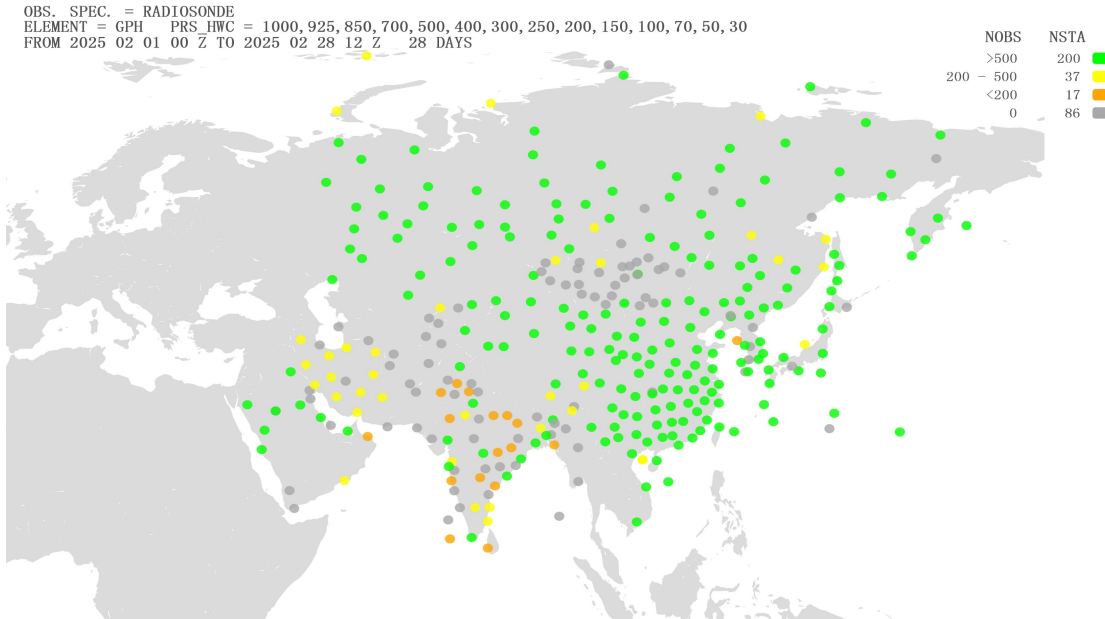 OBS. SPEC. = RADIOSONDE
ELEMENT = GPH PRS_HWC = 1000,925,850,700,500,400,300,250,200,150,100,70,50,30
FROM 2025 02 01 00 Z TO 2025 02 28 12 Z 28 DAYS
NOBS NSTA
>500 200
200 - 500 37
<200 17
0 86